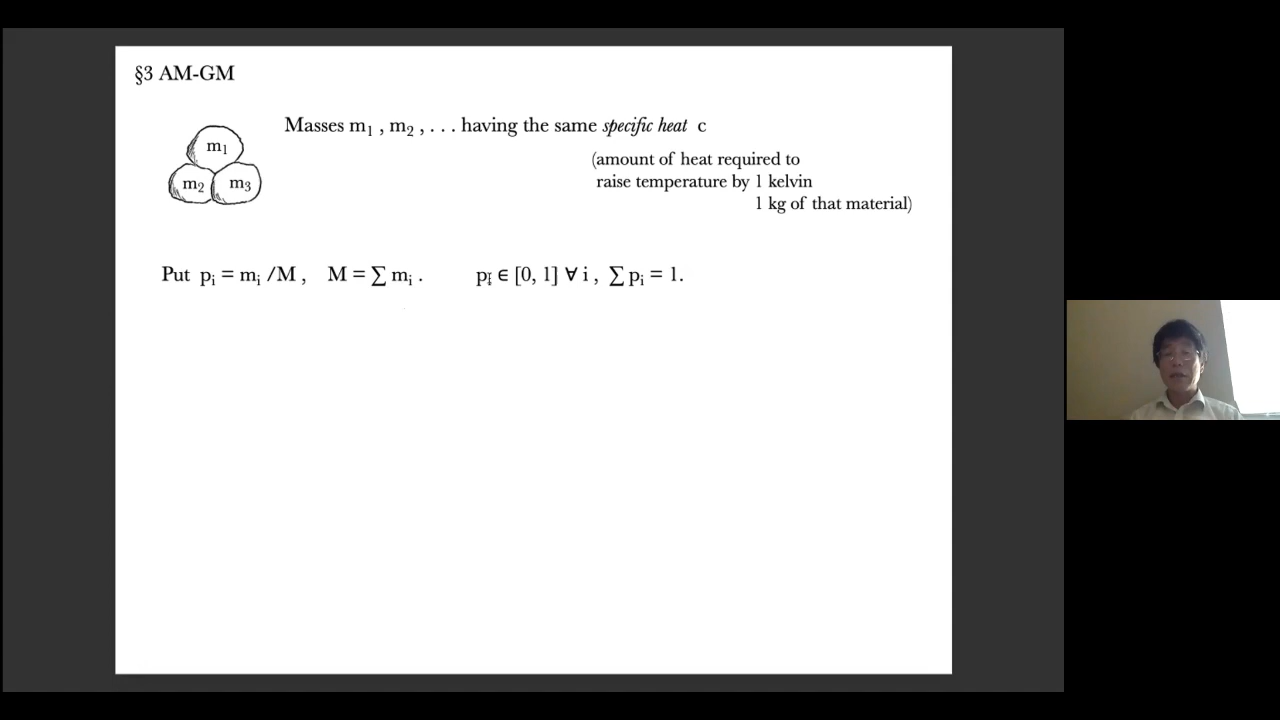 §3 AM-GM
Masses m₁ , m₂ , . . . having the same specific heat c
(amount of heat required to
raise temperature by 1 kelvin
1 kg of that material)
m₁
m₂ m₃
Put pᵢ = mᵢ /M , M = ∑ mᵢ . pᵢ ∈ [0, 1] ∀ i , ∑ pᵢ = 1.